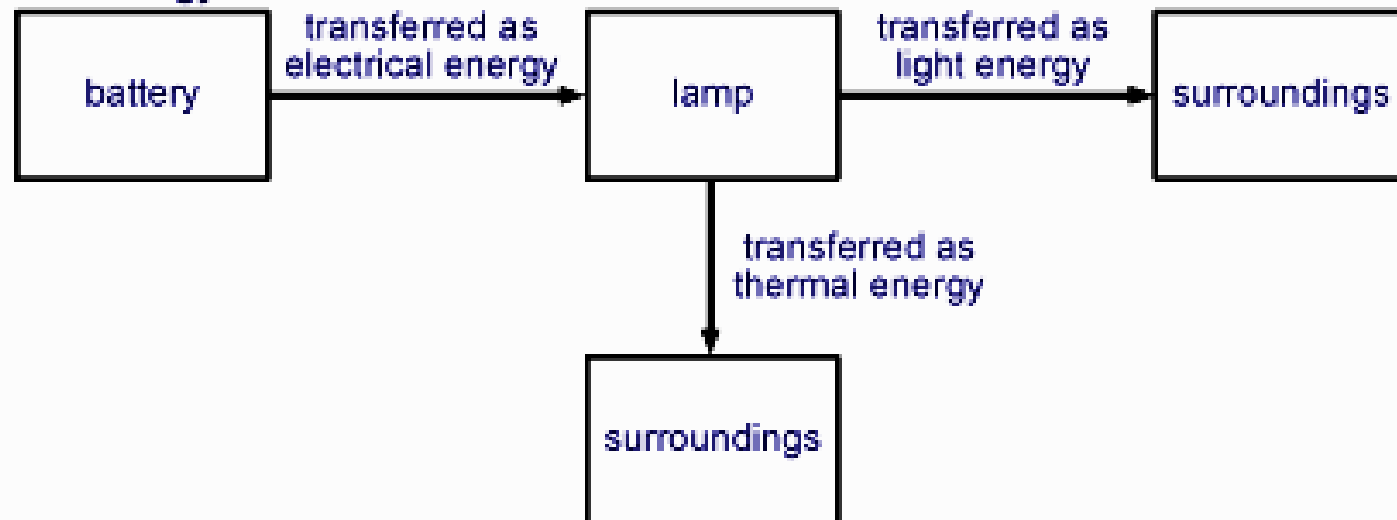 transferred as
electrical energy
transferred as
light energy
battery
lamp
surroundings
transferred as
thermal energy
surroundings